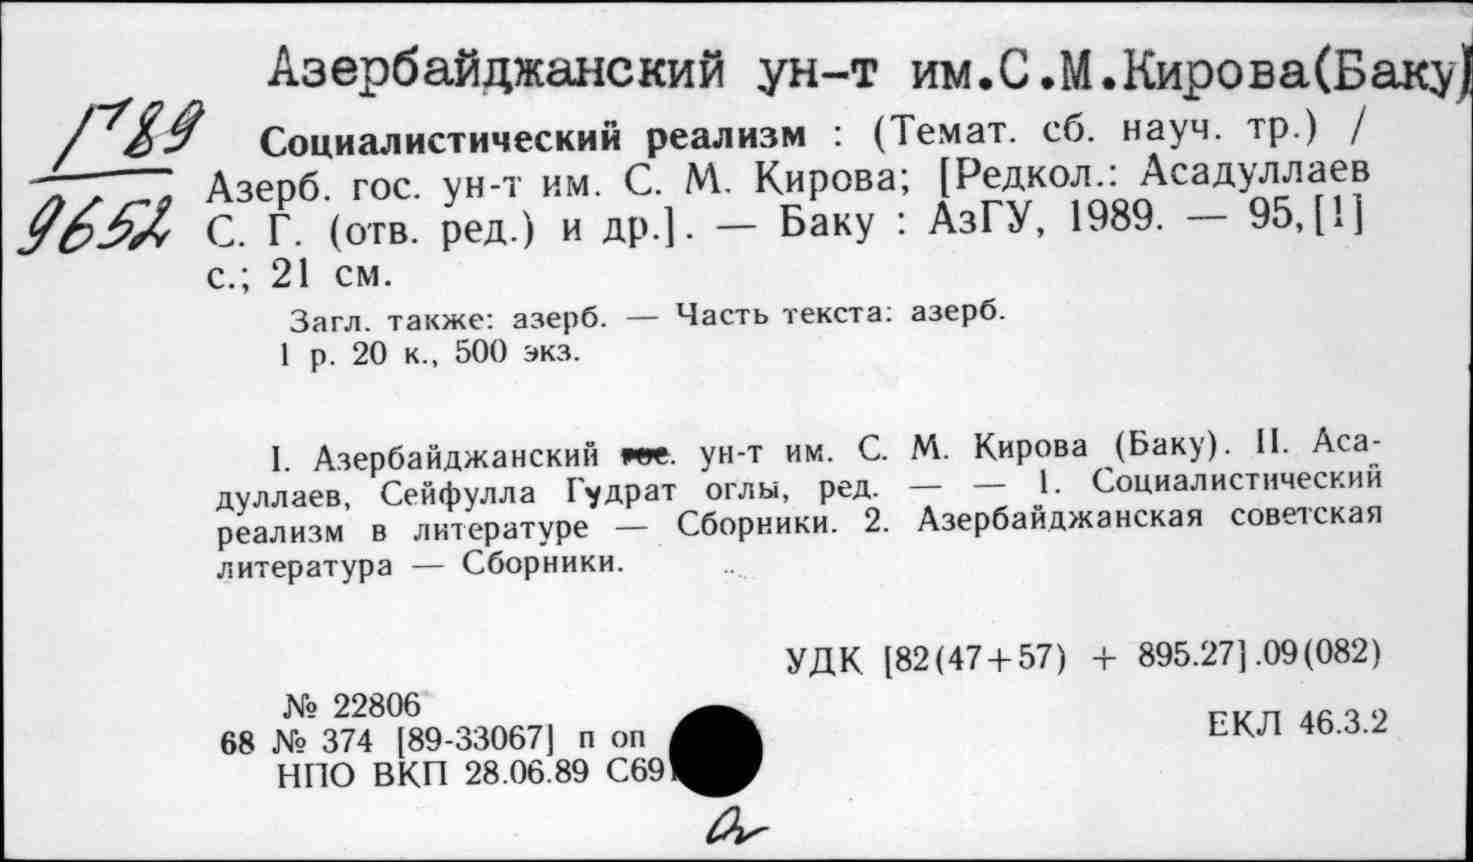 Азербайджанский ун-т им.С.М.Кирова(Баку)
Г89
9652
Социалистический реализм : (Темат. сб. науч. тр.) /
Азерб. гос. ун-т им. С. М. Кирова; [Редкол.: Асадуллаев
С. Г. (отв. ред.) и др.]. — Баку : АзГУ, 1989. — 95,[1]
с.; 21 см.
Загл. также: азерб. — Часть текста: азерб.
1 р. 20 к., 500 экз.
I. Азербайджанский гос. ун-т им. С. М. Кирова (Баку). II. Аса-
дуллаев, Сейфулла Гудрат оглы, ред. — — 1. Социалистический
реализм в литературе — Сборники. 2. Азербайджанская советская
литература — Сборники.
УДК [82(47+57) + 895.27].09(082)
№ 22806
68 № 374 [89-33067] п оп
ЕКЛ 46.3.2
НПО ВКП 28.06.89 С69